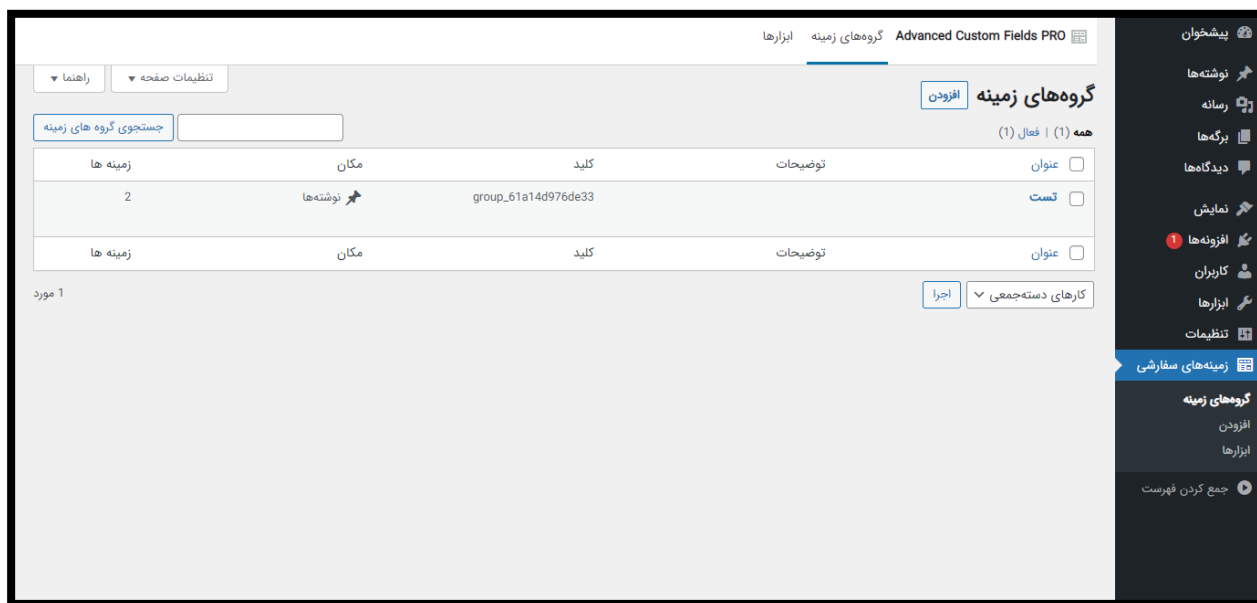 Advanced Custom Fields PRO گروه‌های زمینه ابزارها
پیشخوان
نوشته‌ها
رسانه
برگه‌ها
دیدگاه‌ها
نمایش
افزونه‌ها 1
کاربران
ابزارها
تنظیمات
زمینه‌های سفارشی
گروه‌های زمینه
افزودن
ابزارها
جمع کردن فهرست
تنظیمات صفحه راهنما
گروه‌های زمینه افزودن
همه (1) | فعال (1)
جستجوی گروه های زمینه
عنوان توضیحات کلید مکان زمینه ها
تست group_61a14d976de33 نوشته‌ها 2
عنوان توضیحات کلید مکان زمینه ها
کارهای دسته‌جمعی اجرا 1 مورد